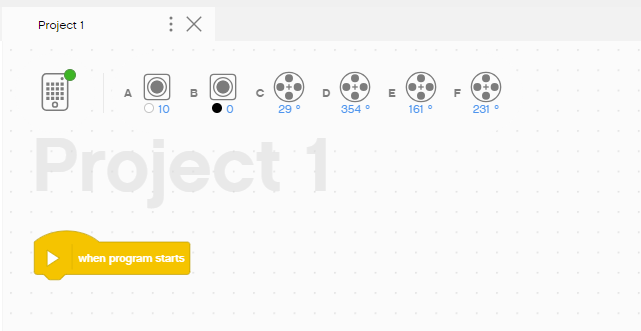 Project 1
A B C D E F
10 0 29 ° 354 ° 161 ° 231 °
Project 1
when program starts